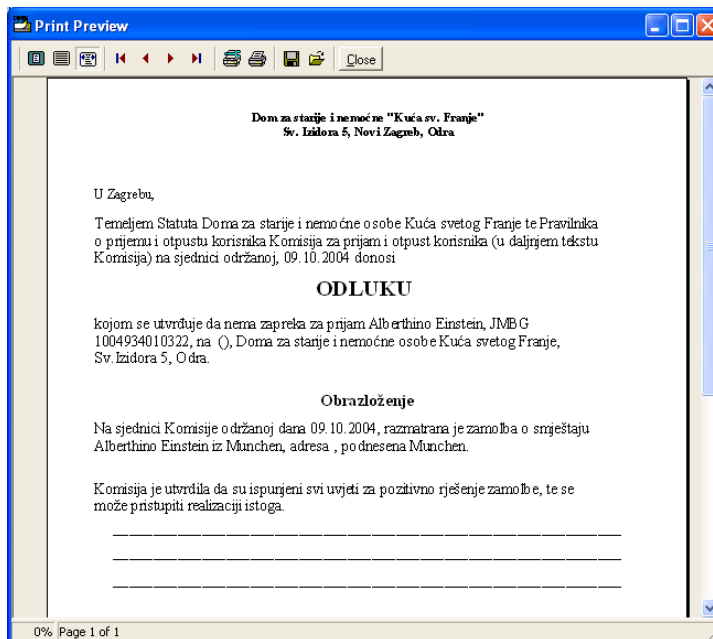 Print Preview
Close
Dom za starije i nemoćne "Kuća sv. Franje"
Sv. Izidora 5, Novi Zagreb, Odra
U Zagrebu,
Temeljem Statuta Doma za starije i nemoćne osobe Kuća svetog Franje te Pravilnika
o prijemu i otpustu korisnika Komisija za prijam i otpust korisnika (u daljnjem tekstu
Komisija) na sjednici održanoj, 09.10.2004 donosi
ODLUKU
kojom se utvrđuje da nema zapreka za prijam Alberthino Einstein, JMBG
1004934010322, na (), Doma za starije i nemoćne osobe Kuća svetog Franje,
Sv. Izidora 5, Odra.
Obrazloženje
Na sjednici Komisije održanoj dana 09.10.2004, razmatrana je zamolba o smještaju
Alberthino Einstein iz Munchen, adresa , podnesena Munchen.
Komisija je utvrdila da su ispunjeni svi uvjeti za pozitivno rješenje zamolbe, te se
može pristupiti realizaciji istoga.
0% Page 1 of 1